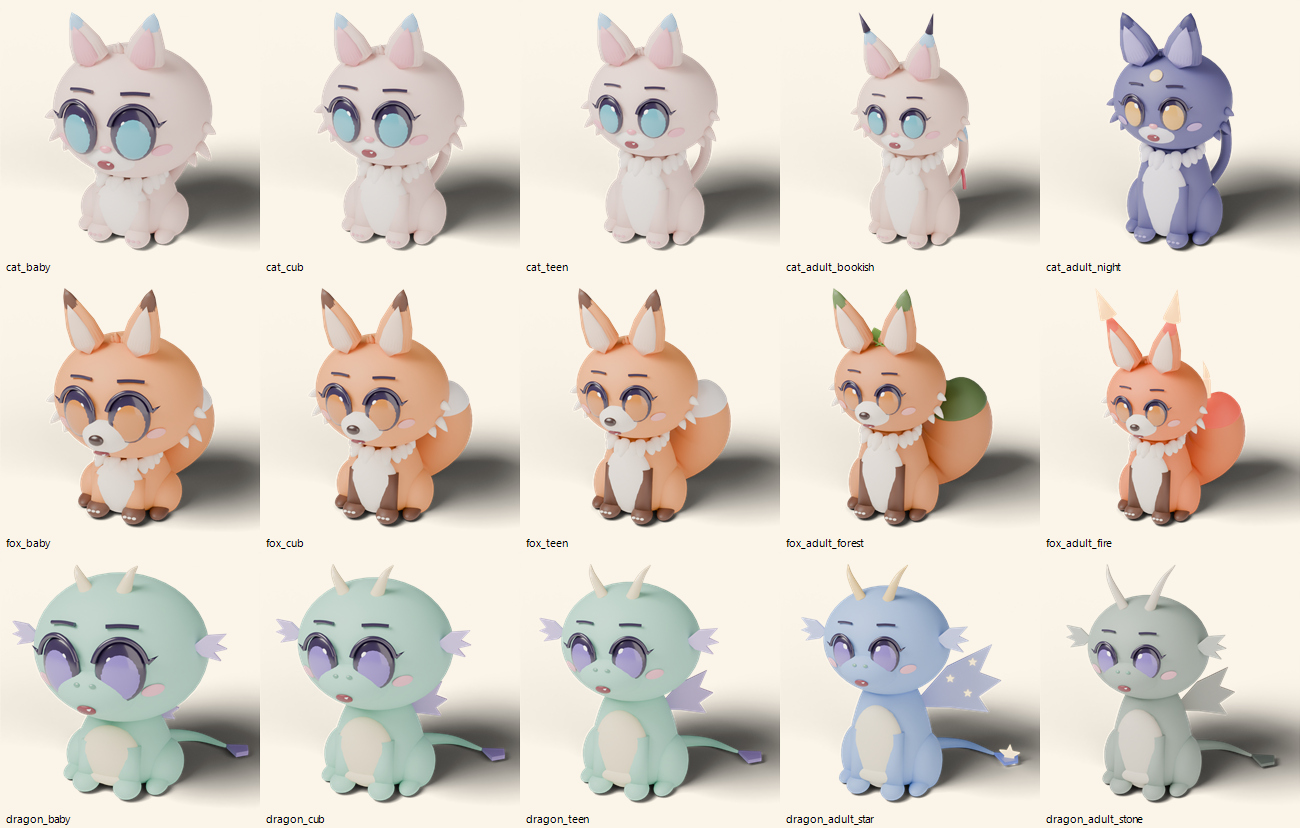 cat_baby
cat_cub
cat_teen
cat_adult_bookish
cat_adult_night
fox_baby
fox_cub
fox_teen
fox_adult_forest
fox_adult_fire
dragon_baby
dragon_cub
dragon_teen
dragon_adult_star
dragon_adult_stone